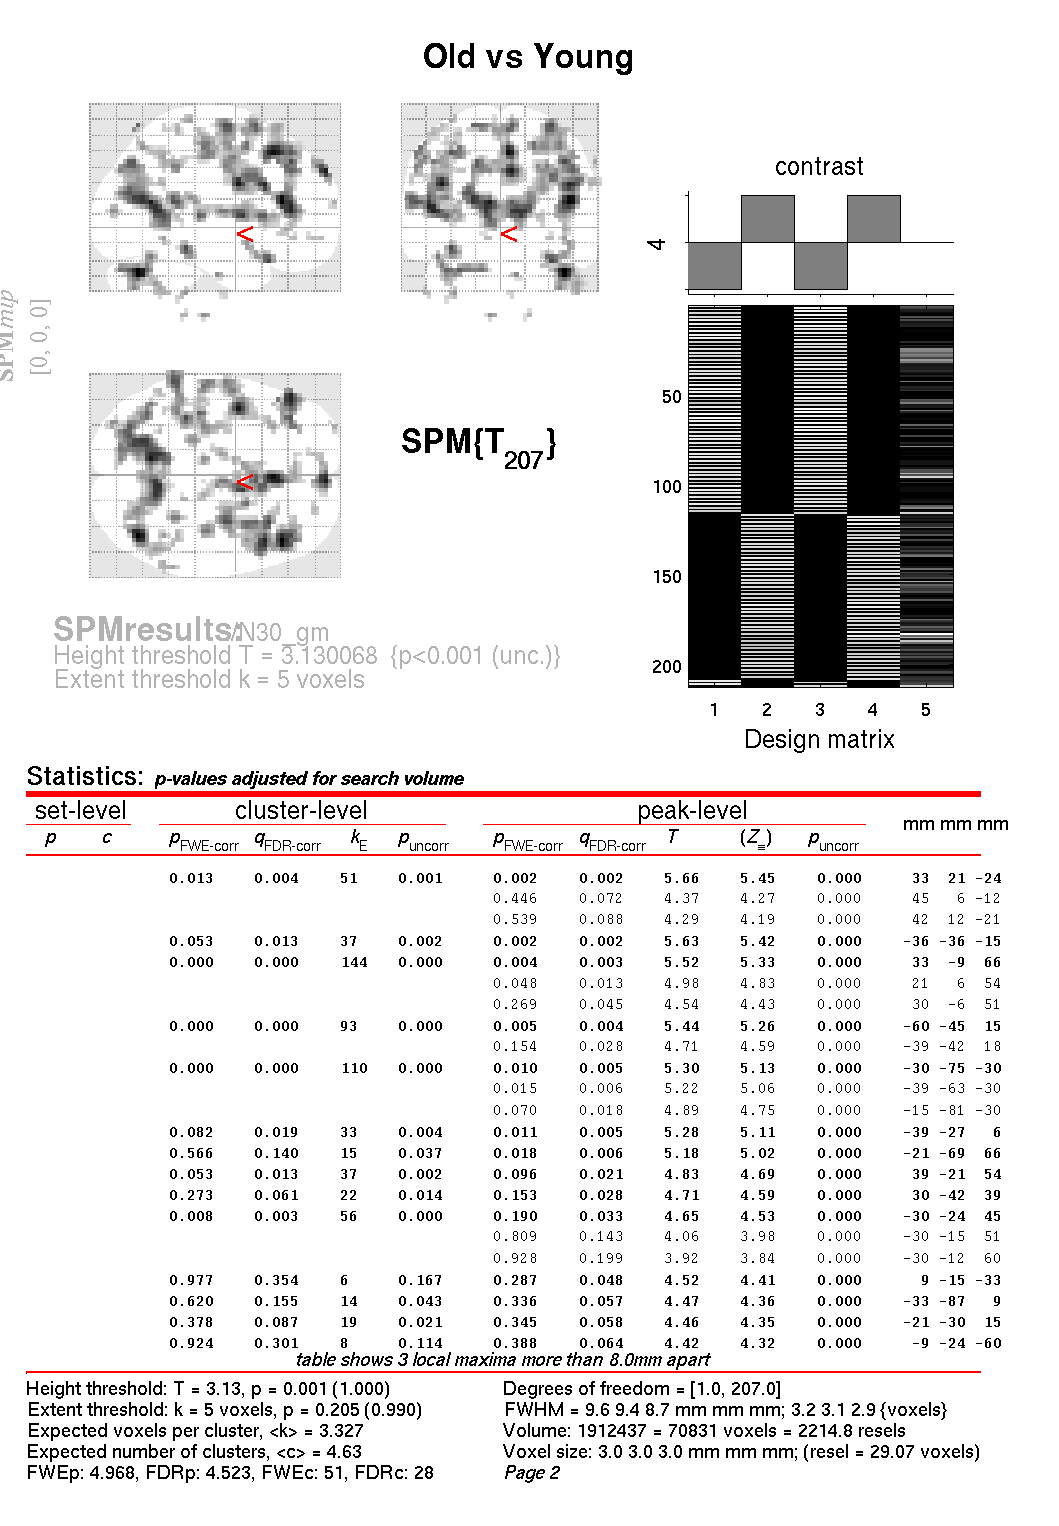 Old vs Young
contrast
4
SPMmip
[0, 0, 0]
<
<
<
SPM{T207}
50
100
150
200
1 2 3 4 5
Design matrix
SPMresults: ./N30_gm
Height threshold T = 3.130068 {p<0.001 (unc.)}
Extent threshold k = 5 voxels
Statistics: p-values adjusted for search volume
set-level cluster-level peak-level
p c pFWE-corr qFDR-corr kE puncorr pFWE-corr qFDR-corr T (Z≡) puncorr mm mm mm
0.013 0.004 51 0.001 0.002 0.002 5.66 5.45 0.000 33 21 -24
0.446 0.072 4.37 4.27 0.000 45 6 -12
0.539 0.088 4.29 4.19 0.000 42 12 -21
0.053 0.013 37 0.002 0.002 0.002 5.63 5.42 0.000 -36 -36 -15
0.000 0.000 144 0.000 0.004 0.003 5.52 5.33 0.000 33 -9 66
0.048 0.013 4.98 4.83 0.000 21 6 54
0.269 0.045 4.54 4.43 0.000 30 -6 51
0.000 0.000 93 0.000 0.005 0.004 5.44 5.26 0.000 -60 -45 15
0.154 0.028 4.71 4.59 0.000 -39 -42 18
0.000 0.000 110 0.000 0.010 0.005 5.30 5.13 0.000 -30 -75 -30
0.015 0.006 5.22 5.06 0.000 -39 -63 -30
0.070 0.018 4.89 4.75 0.000 -15 -81 -30
0.082 0.019 33 0.004 0.011 0.005 5.28 5.11 0.000 -39 -27 6
0.566 0.140 15 0.037 0.018 0.006 5.18 5.02 0.000 -21 -69 66
0.053 0.013 37 0.002 0.096 0.021 4.83 4.69 0.000 39 -21 54
0.273 0.061 22 0.014 0.153 0.028 4.71 4.59 0.000 30 -42 39
0.008 0.003 56 0.000 0.190 0.033 4.65 4.53 0.000 -30 -24 45
0.809 0.143 4.06 3.98 0.000 -30 -15 51
0.928 0.199 3.92 3.84 0.000 -30 -12 60
0.977 0.354 6 0.167 0.287 0.048 4.52 4.41 0.000 9 -15 -33
0.620 0.155 14 0.043 0.336 0.057 4.47 4.36 0.000 -33 -87 9
0.378 0.087 19 0.021 0.345 0.058 4.46 4.35 0.000 -21 -30 15
0.924 0.301 8 0.114 0.388 0.064 4.42 4.32 0.000 -9 -24 -60
table shows 3 local maxima more than 8.0mm apart
Height threshold: T = 3.13, p = 0.001 (1.000)
Extent threshold: k = 5 voxels, p = 0.205 (0.990)
Expected voxels per cluster, <k> = 3.327
Expected number of clusters, <c> = 4.63
FWEp: 4.968, FDRp: 4.523, FWEc: 51, FDRc: 28
Degrees of freedom = [1.0, 207.0]
FWHM = 9.6 9.4 8.7 mm mm mm; 3.2 3.1 2.9 {voxels}
Volume: 1912437 = 70831 voxels = 2214.8 resels
Voxel size: 3.0 3.0 3.0 mm mm mm; (resel = 29.07 voxels)
Page 2